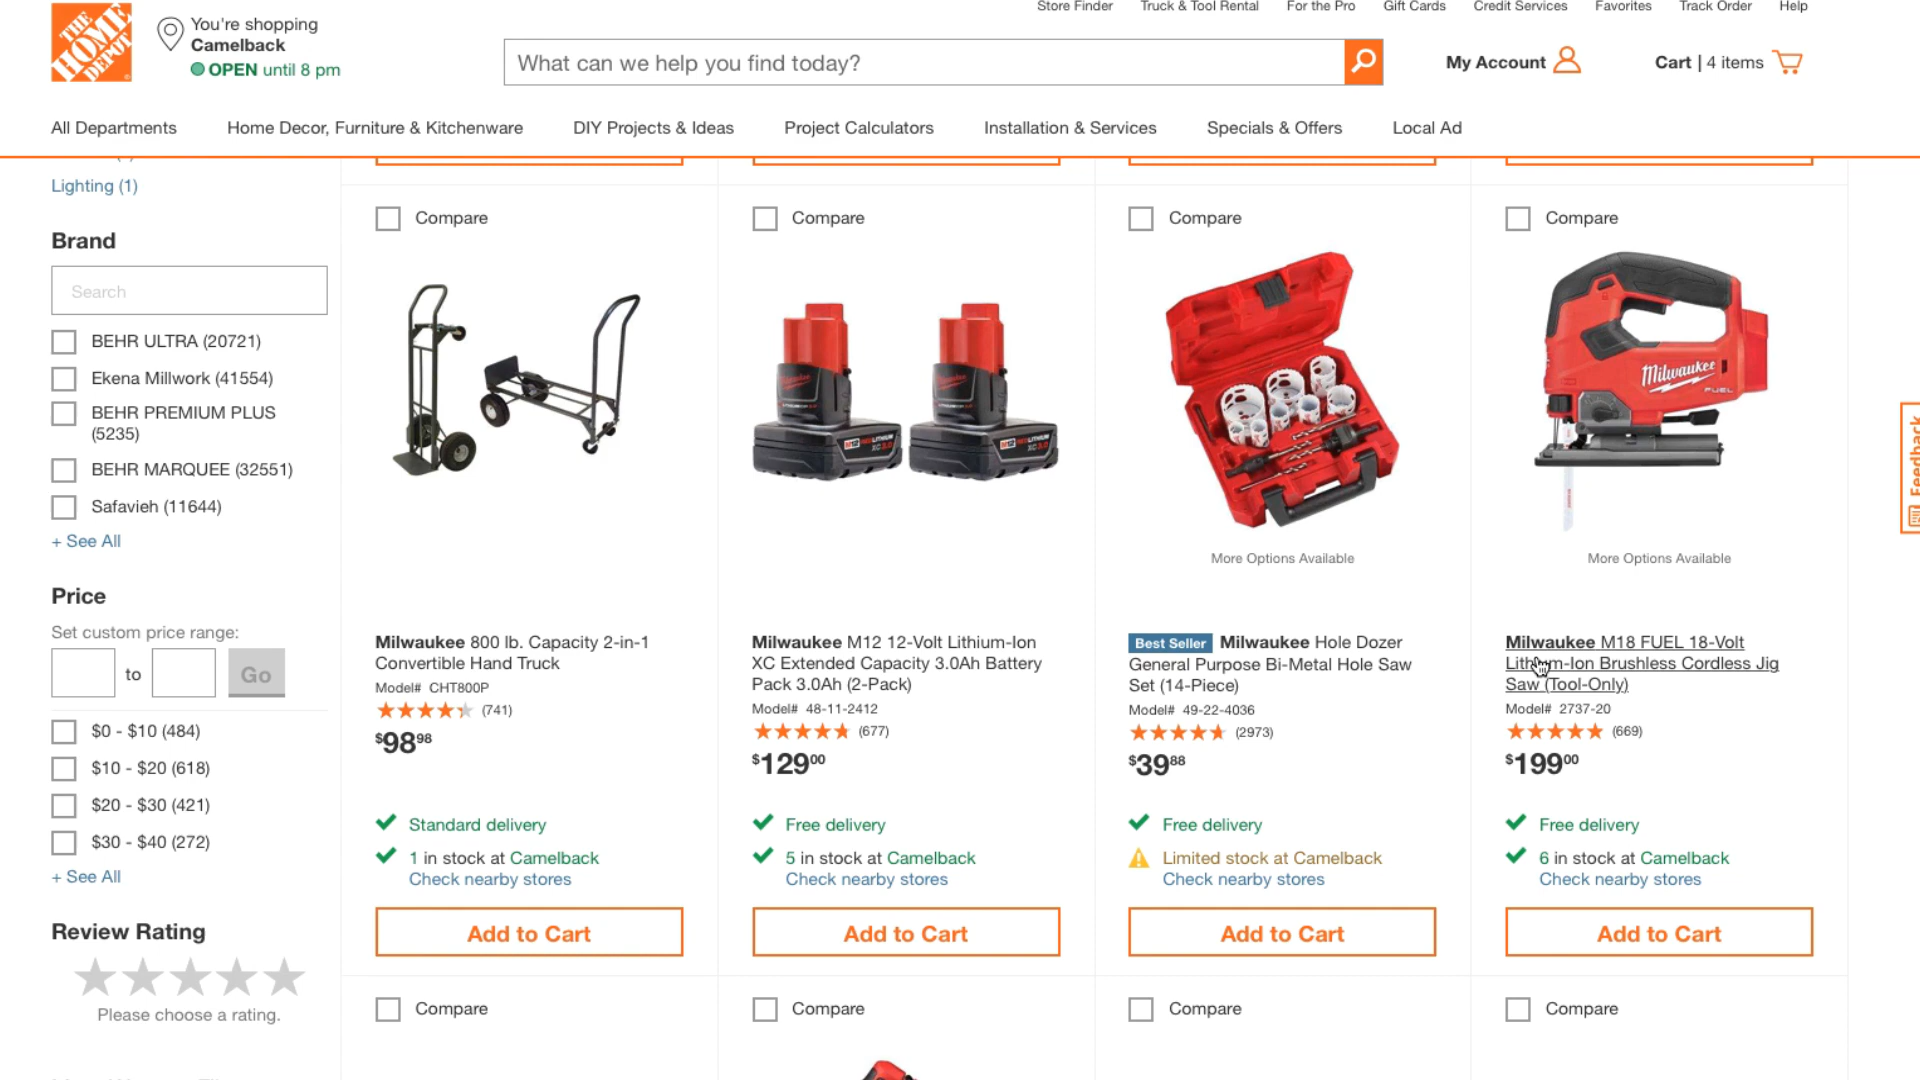 Store Finder
Truck & Tool Rental
For the Pro
Gift Cards
Credit Services
Favorites
Track Order
Help
THE HOME DEPOT
You're shopping
Camelback
OPEN until 8 pm
What can we help you find today?
My Account
Cart | 4 items
All Departments
Home Decor, Furniture & Kitchenware
DIY Projects & Ideas
Project Calculators
Installation & Services
Specials & Offers
Local Ad
Lighting (1)
Brand
Search
BEHR ULTRA (20721)
Ekena Millwork (41554)
BEHR PREMIUM PLUS
(5235)
BEHR MARQUEE (32551)
Safavieh (11644)
+ See All
Price
Set custom price range:
to
Go
$0 - $10 (484)
$10 - $20 (618)
$20 - $30 (421)
$30 - $40 (272)
+ See All
Review Rating
Please choose a rating.
Compare
Milwaukee 800 lb. Capacity 2-in-1
Convertible Hand Truck
Model# CHT800P
(741)
$98 98
Standard delivery
1 in stock at Camelback
Check nearby stores
Add to Cart
Compare
Milwaukee M12 12-Volt Lithium-Ion
XC Extended Capacity 3.0Ah Battery
Pack 3.0Ah (2-Pack)
Model# 48-11-2412
(677)
$129 00
Free delivery
5 in stock at Camelback
Check nearby stores
Add to Cart
Compare
More Options Available
Best Seller Milwaukee Hole Dozer
General Purpose Bi-Metal Hole Saw
Set (14-Piece)
Model# 49-22-4036
(2973)
$39 88
Free delivery
Limited stock at Camelback
Check nearby stores
Add to Cart
Compare
Milwaukee
FUEL
More Options Available
Milwaukee M18 FUEL 18-Volt
Lithium-Ion Brushless Cordless Jig
Saw (Tool-Only)
Model# 2737-20
(669)
$199 00
Free delivery
6 in stock at Camelback
Check nearby stores
Add to Cart
Compare
Compare
Compare
Compare
Feedback